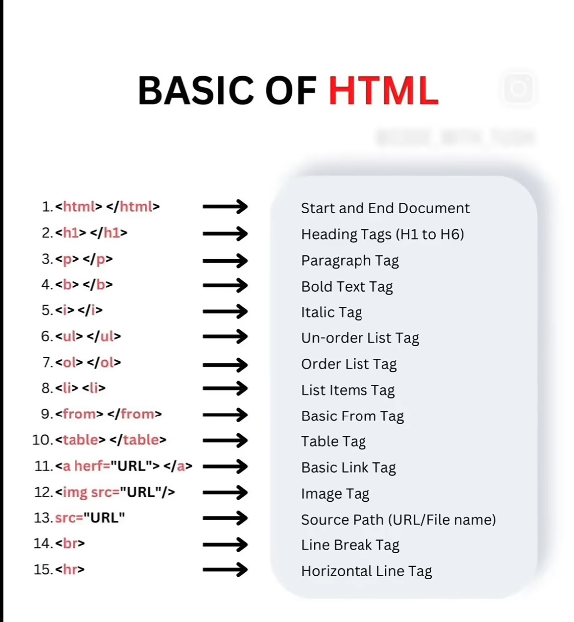 BASIC OF HTML
1. <html> </html> Start and End Document
2. <h1> </h1> Heading Tags (H1 to H6)
3. <p> </p> Paragraph Tag
4. <b> </b> Bold Text Tag
5. <i> </i> Italic Tag
6. <ul> </ul> Un-order List Tag
7. <ol> </ol> Order List Tag
8. <li> <li> List Items Tag
9. <from> </from> Basic From Tag
10. <table> </table> Table Tag
11. <a herf="URL"> </a> Basic Link Tag
12. <img src="URL"/> Image Tag
13. src="URL" Source Path (URL/File name)
14. <br> Line Break Tag
15. <hr> Horizontal Line Tag